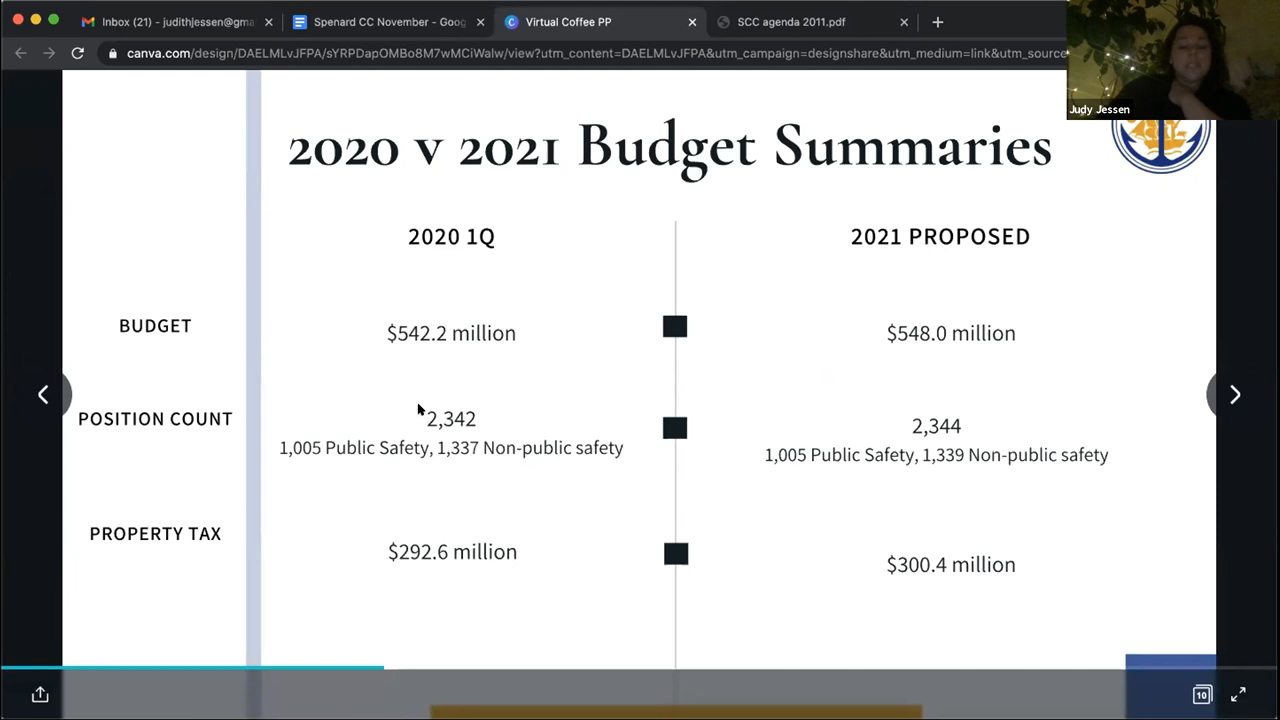 Inbox (21) - judithjessen@gma
Spenard CC November - Goog
Virtual Coffee PP
SCC agenda 2011.pdf
canva.com/design/DAELMLvJFPA/sYRPDapOMBo8M7wMCiWalw/view?utm_content=DAELMLvJFPA&utm_campaign=designshare&utm_medium=link&utm_source
Judy Jessen
2020 v 2021 Budget Summaries
2020 1Q
2021 PROPOSED
BUDGET
$542.2 million
$548.0 million
POSITION COUNT
2,342
1,005 Public Safety, 1,337 Non-public safety
2,344
1,005 Public Safety, 1,339 Non-public safety
PROPERTY TAX
$292.6 million
$300.4 million
10